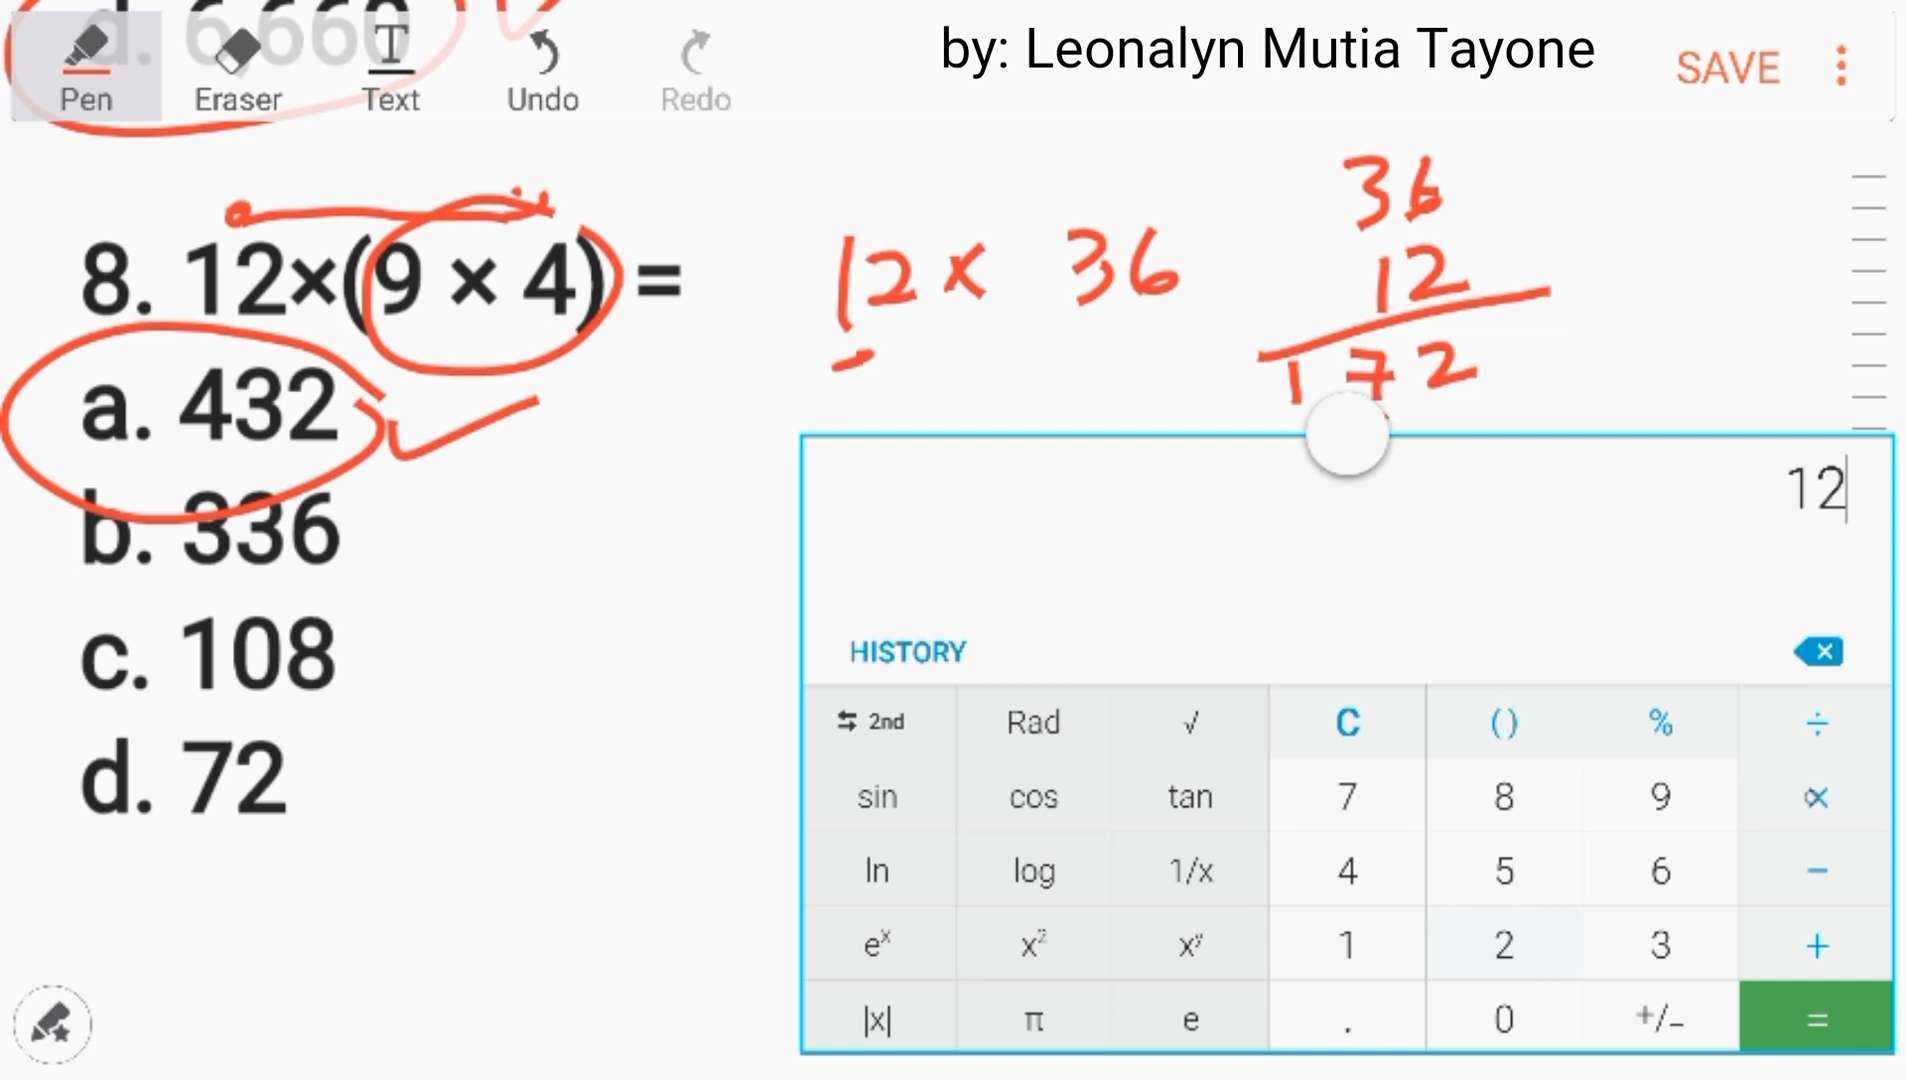 d. 6,660
Pen
Eraser
Text
Undo
Redo
by: Leonalyn Mutia Tayone
SAVE
8. 12×(9 × 4) =
a. 432
b. 336
c. 108
d. 72
12 × 36
36
12
172
12
HISTORY
2nd Rad √ C () % ÷
sin cos tan 7 8 9 ×
ln log 1/x 4 5 6 −
eˣ x² xʸ 1 2 3 +
|x| π e . 0 +/− =